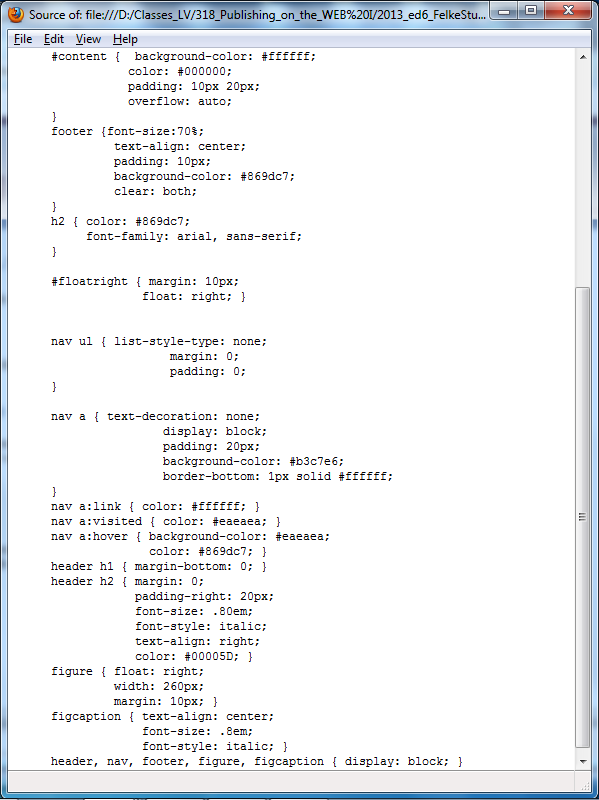 Source of: file:///D:/Classes_LV/318_Publishing_on_the_WEB%20I/2013_ed6_FelkeStu...
File Edit View Help
#content {  background-color: #ffffff;
color: #000000;
padding: 10px 20px;
overflow: auto;
}
footer {font-size:70%;
text-align: center;
padding: 10px;
background-color: #869dc7;
clear: both;
}
h2 { color: #869dc7;
font-family: arial, sans-serif;
}
#floatright { margin: 10px;
float: right; }
nav ul { list-style-type: none;
margin: 0;
padding: 0;
}
nav a { text-decoration: none;
display: block;
padding: 20px;
background-color: #b3c7e6;
border-bottom: 1px solid #ffffff;
}
nav a:link { color: #ffffff; }
nav a:visited { color: #eaeaea; }
nav a:hover { background-color: #eaeaea;
color: #869dc7; }
header h1 { margin-bottom: 0; }
header h2 { margin: 0;
padding-right: 20px;
font-size: .80em;
font-style: italic;
text-align: right;
color: #00005D; }
figure { float: right;
width: 260px;
margin: 10px; }
figcaption { text-align: center;
font-size: .8em;
font-style: italic; }
header, nav, footer, figure, figcaption { display: block; }